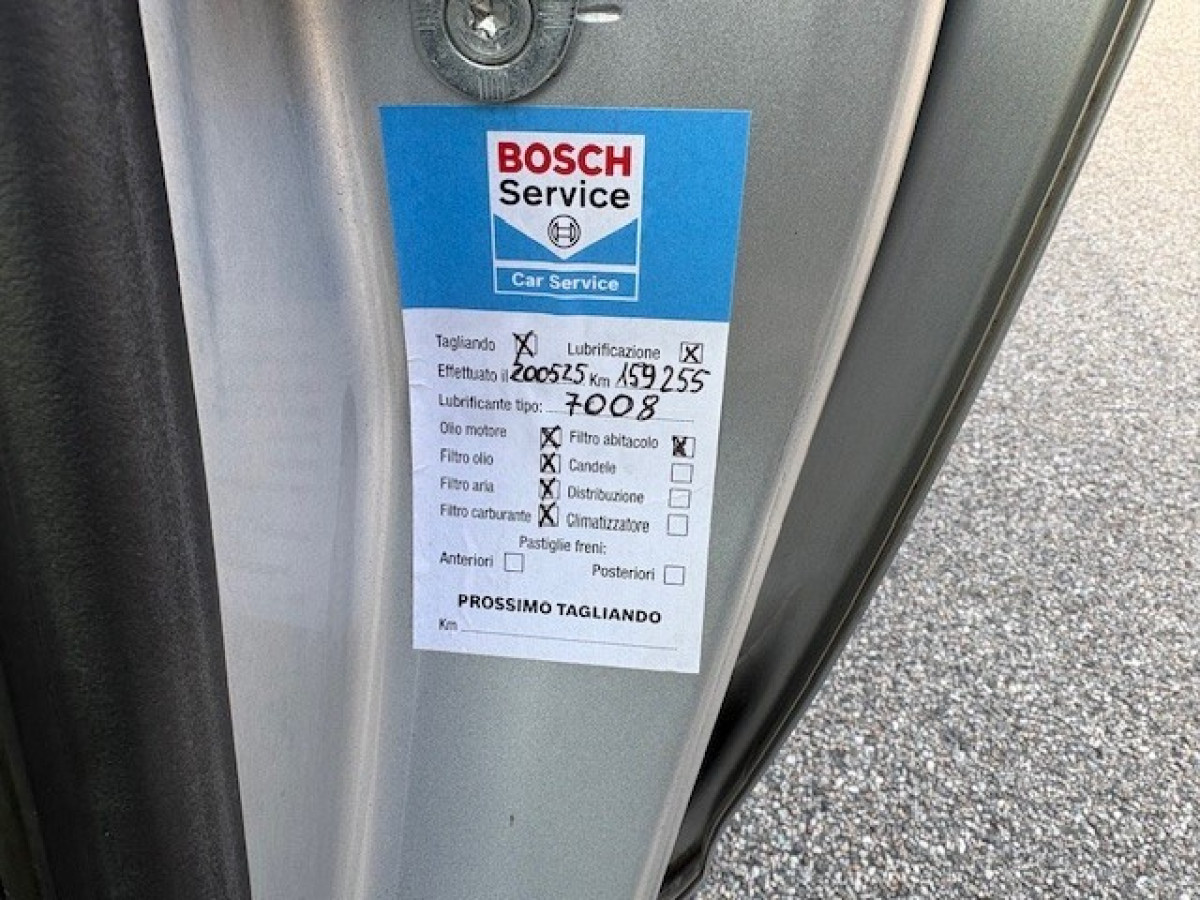 BOSCH
Service
Car Service
Tagliando X Lubrificazione X
Effettuato il 200525 Km 159255
Lubrificante tipo: 7008
Olio motore X Filtro abitacolo X
Filtro olio X Candele
Filtro aria X Distribuzione
Filtro carburante X Climatizzatore
Pastiglie freni:
Anteriori Posteriori
PROSSIMO TAGLIANDO
Km